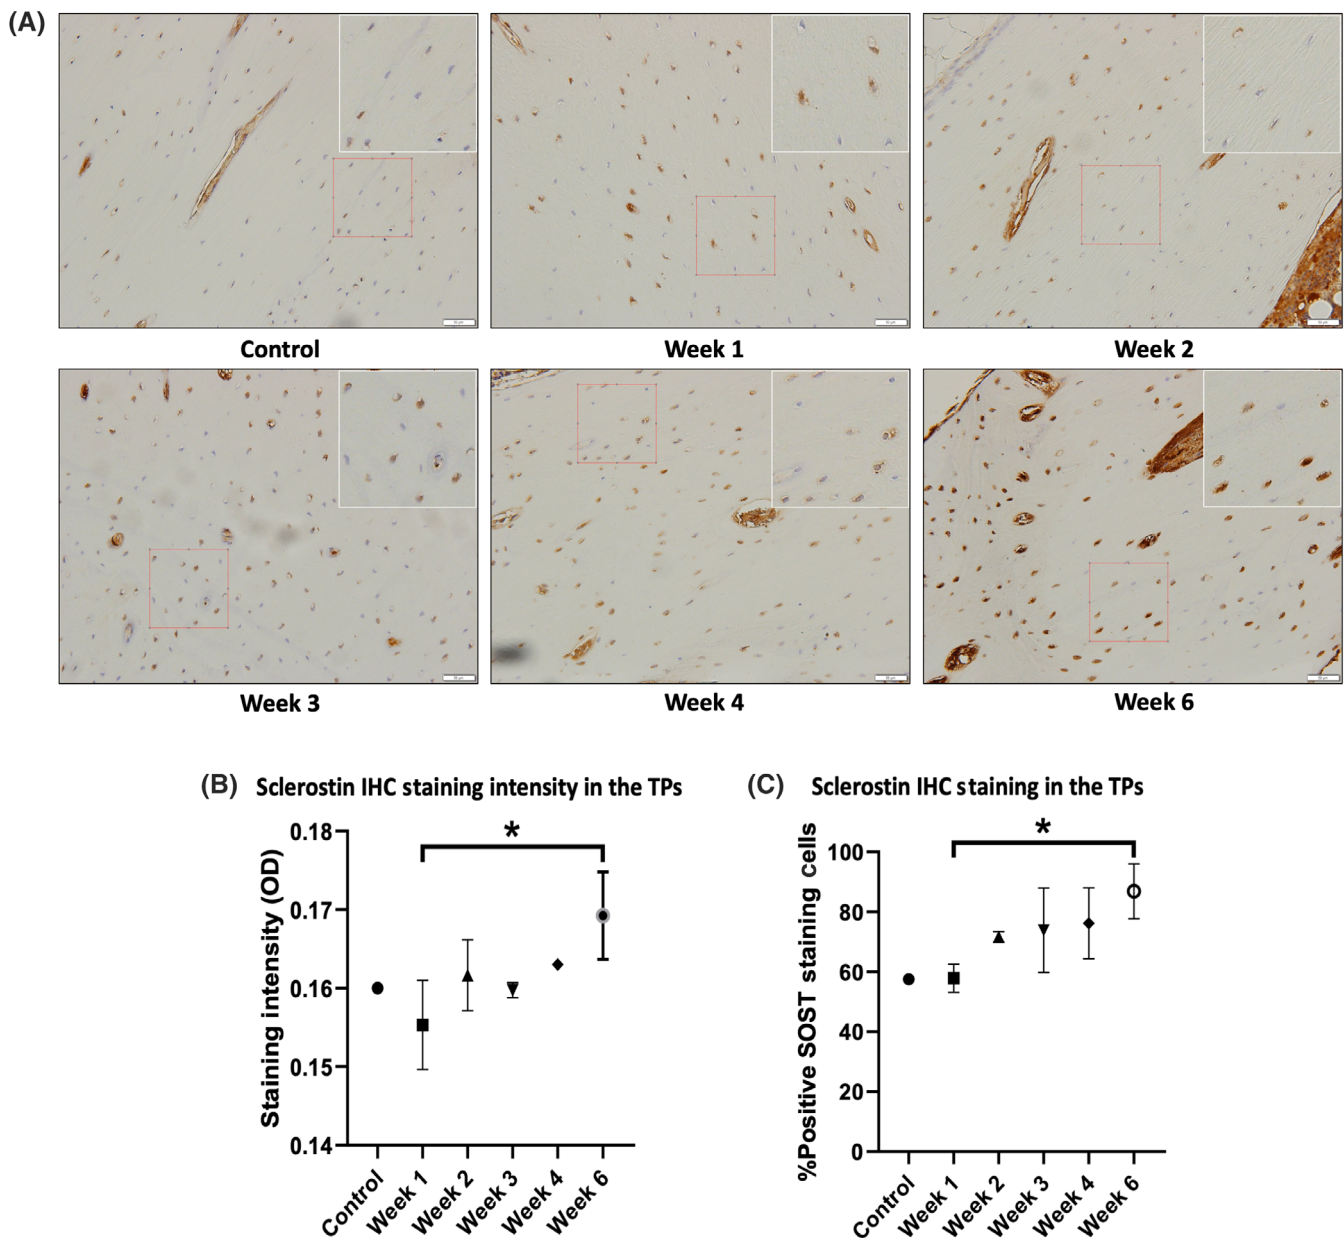 (A)
Control
Week 1
Week 2
Week 3
Week 4
Week 6
(B)
Sclerostin IHC staining intensity in the TPs
Staining intensity (OD)
0.18
0.17
0.16
0.15
0.14
*
Control
Week 1
Week 2
Week 3
Week 4
Week 6
(C)
Sclerostin IHC staining in the TPs
%Positive SOST staining cells
100
80
60
40
20
0
*
Control
Week 1
Week 2
Week 3
Week 4
Week 6